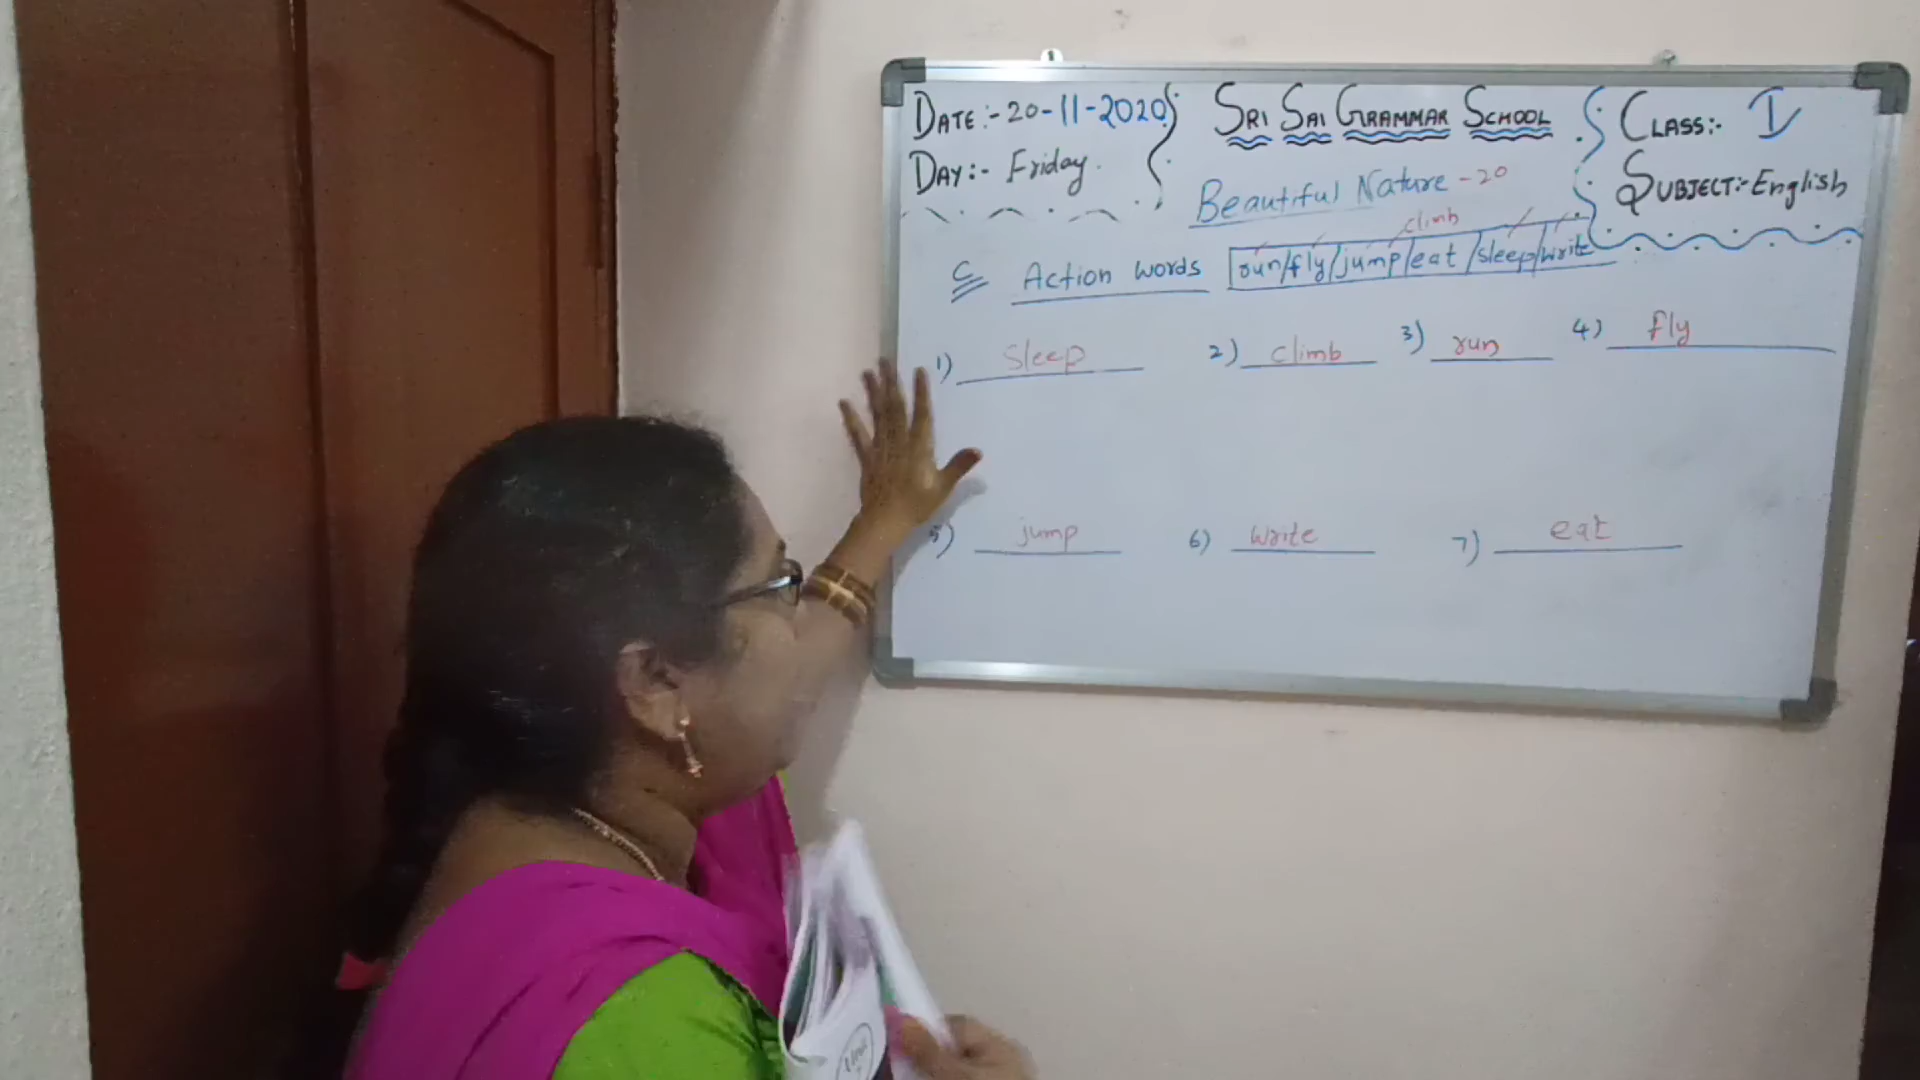 DATE:- 20-11-2020
SRI SAI GRAMMAR SCHOOL
CLASS:- I
DAY:- Friday.
Beautiful Nature - 20
SUBJECT:- English
climb
C Action words run/fly/jump/eat/sleep/write
1) Sleep 2) climb 3) run 4) fly
5) jump 6) write 7) eat